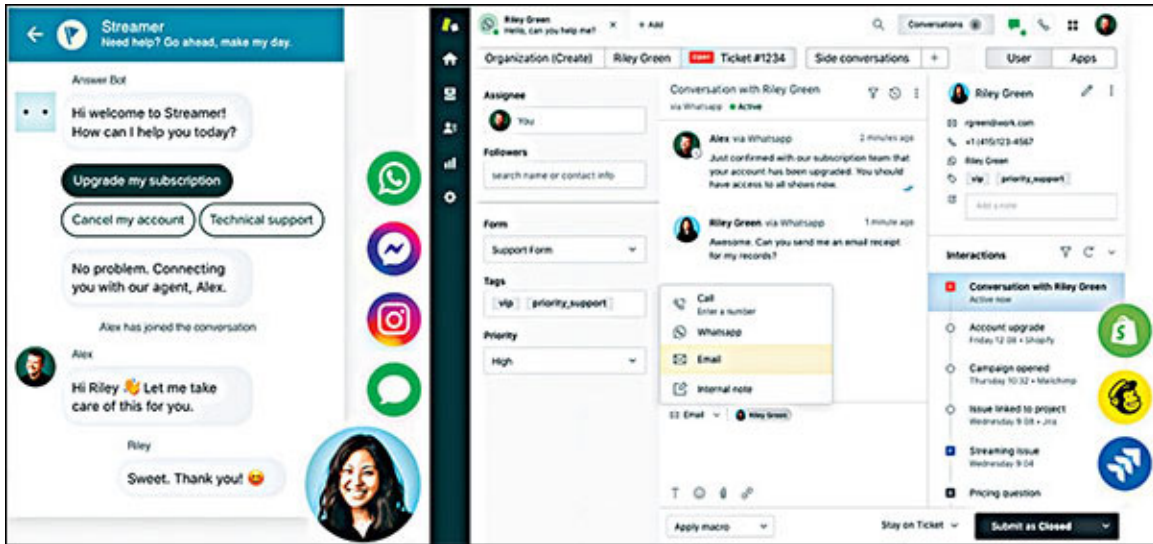 Streamer
Need help? Go ahead, make my day.
Answer Bot
Hi welcome to Streamer!
How can I help you today?
Upgrade my subscription
Cancel my account
Technical support
No problem. Connecting
you with our agent, Alex.
Alex has joined the conversation
Alex
Hi Riley 👋 Let me take
care of this for you.
Riley
Sweet. Thank you! 😆
Riley Green
Hello, can you help me?
+ Add
Conversations
Organization (Create)
Riley Green
Ticket #1234
Side conversations
+
User
Apps
Assignee
You
Followers
search name or contact info
Form
Support Form
Tags
vip
priority_support
Priority
High
Conversation with Riley Green
via Whatsapp
Active
Alex via Whatsapp
2 minutes ago
Just confirmed with our subscription team that
your account has been upgraded. You should
have access to all shows now.
Riley Green via Whatsapp
1 minute ago
Awesome. Can you send me an email receipt
for my records?
Call
Enter a number
Whatsapp
Email
Internal note
Email
Riley Green
Apply macro
Stay on Ticket
Submit as Closed
Riley Green
rgreen@work.com
+1 (415)123-4567
Riley Green
vip
priority_support
Add a note
Interactions
Conversation with Riley Green
Active now
Account upgrade
Friday 12:08 • Shopify
Campaign opened
Thursday 10:32 • Mailchimp
Issue linked to project
Wednesday 9:08 • Jira
Streaming issue
Wednesday 9:04
Pricing question